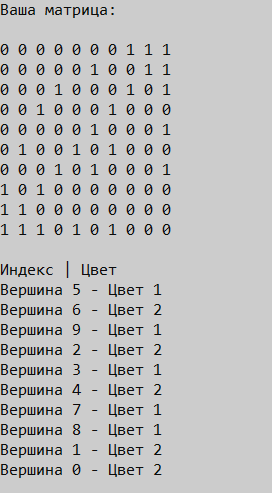 Ваша матрица:
0 0 0 0 0 0 0 1 1 1
0 0 0 0 0 1 0 0 1 1
0 0 0 1 0 0 0 1 0 1
0 0 1 0 0 0 1 0 0 0
0 0 0 0 0 1 0 0 0 1
0 1 0 0 1 0 1 0 0 0
0 0 0 1 0 1 0 0 0 1
1 0 1 0 0 0 0 0 0 0
1 1 0 0 0 0 0 0 0 0
1 1 1 0 1 0 1 0 0 0
Индекс | Цвет
Вершина 5 - Цвет 1
Вершина 6 - Цвет 2
Вершина 9 - Цвет 1
Вершина 2 - Цвет 2
Вершина 3 - Цвет 1
Вершина 4 - Цвет 2
Вершина 7 - Цвет 1
Вершина 8 - Цвет 1
Вершина 1 - Цвет 2
Вершина 0 - Цвет 2